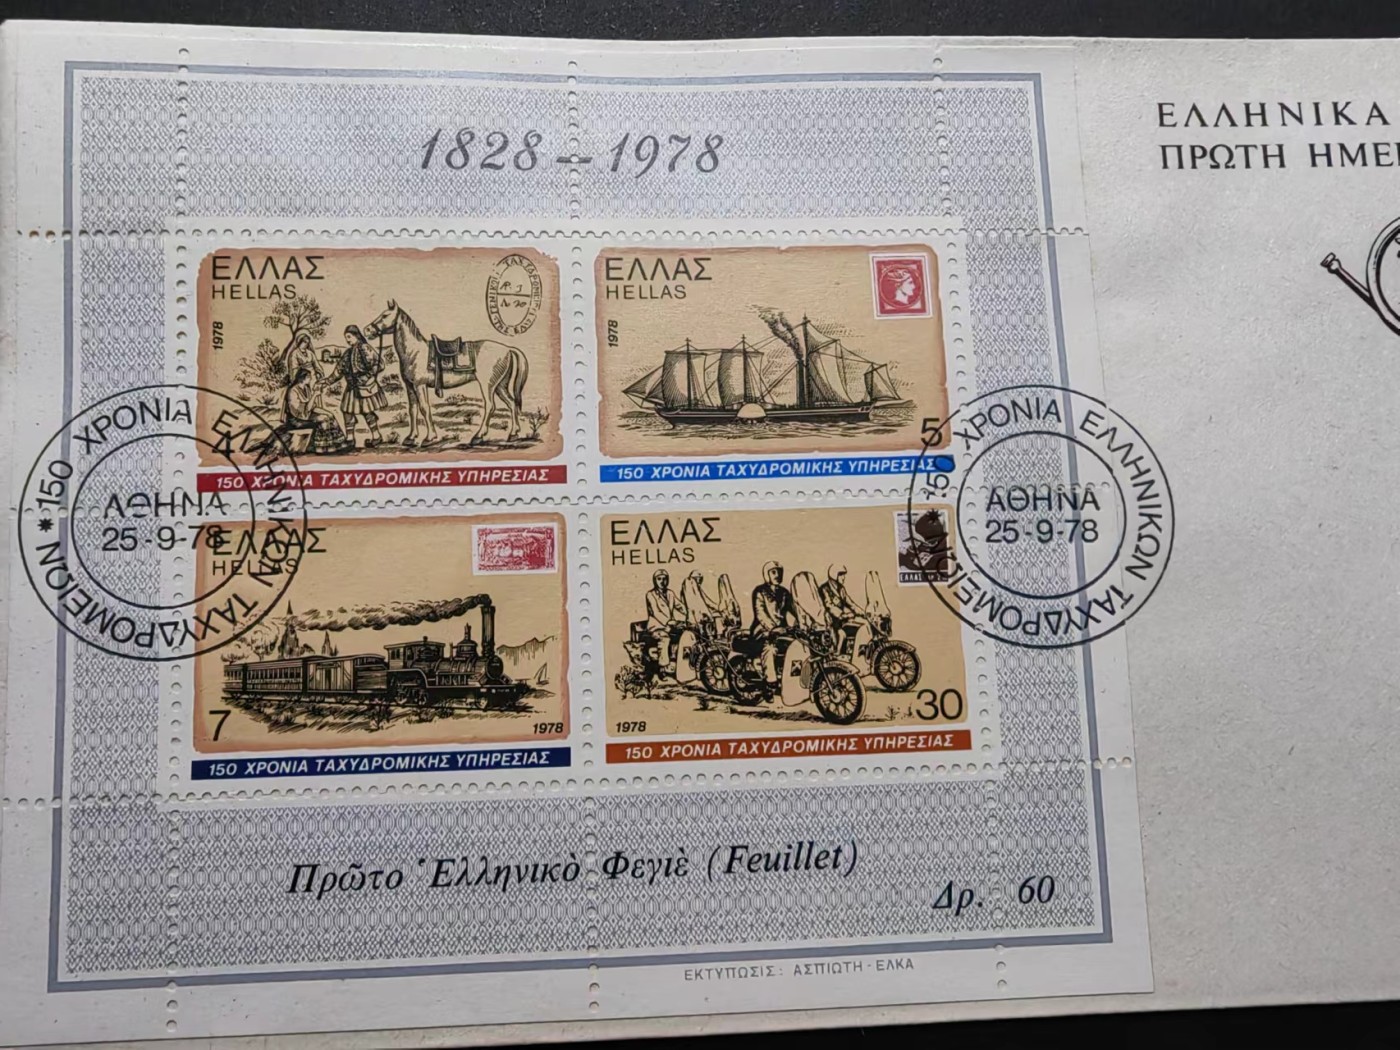 1828 – 1978
ΕΛΛΗΝΙΚΑ
ΠΡΩΤΗ ΗΜΕ
ΕΛΛΑΣ
HELLAS
1978
4
150 ΧΡΟΝΙΑ ΤΑΧΥΔΡΟΜΙΚΗΣ ΥΠΗΡΕΣΙΑΣ
ΕΛΛΑΣ
HELLAS
1978
5
150 ΧΡΟΝΙΑ ΤΑΧΥΔΡΟΜΙΚΗΣ ΥΠΗΡΕΣΙΑΣ
* 150 ΧΡΟΝΙΑ ΕΛΛΗΝΙΚΩΝ ΤΑΧΥΔΡΟΜΕΙΩΝ
ΑΘΗΝΑ
25-9-78
* 150 ΧΡΟΝΙΑ ΕΛΛΗΝΙΚΩΝ ΤΑΧΥΔΡΟΜΕΙΩΝ
ΑΘΗΝΑ
25-9-78
ΕΛΛΑΣ
HELLAS
7
1978
150 ΧΡΟΝΙΑ ΤΑΧΥΔΡΟΜΙΚΗΣ ΥΠΗΡΕΣΙΑΣ
ΕΛΛΑΣ
HELLAS
ΕΛΛΑΣ
1978
30
150 ΧΡΟΝΙΑ ΤΑΧΥΔΡΟΜΙΚΗΣ ΥΠΗΡΕΣΙΑΣ
Πρῶτο Ἑλληνικὸ Φεγιὲ (Feuillet)
Δρ. 60
ΕΚΤΥΠΩΣΙΣ: ΑΣΠΙΩΤΗ-ΕΛΚΑ